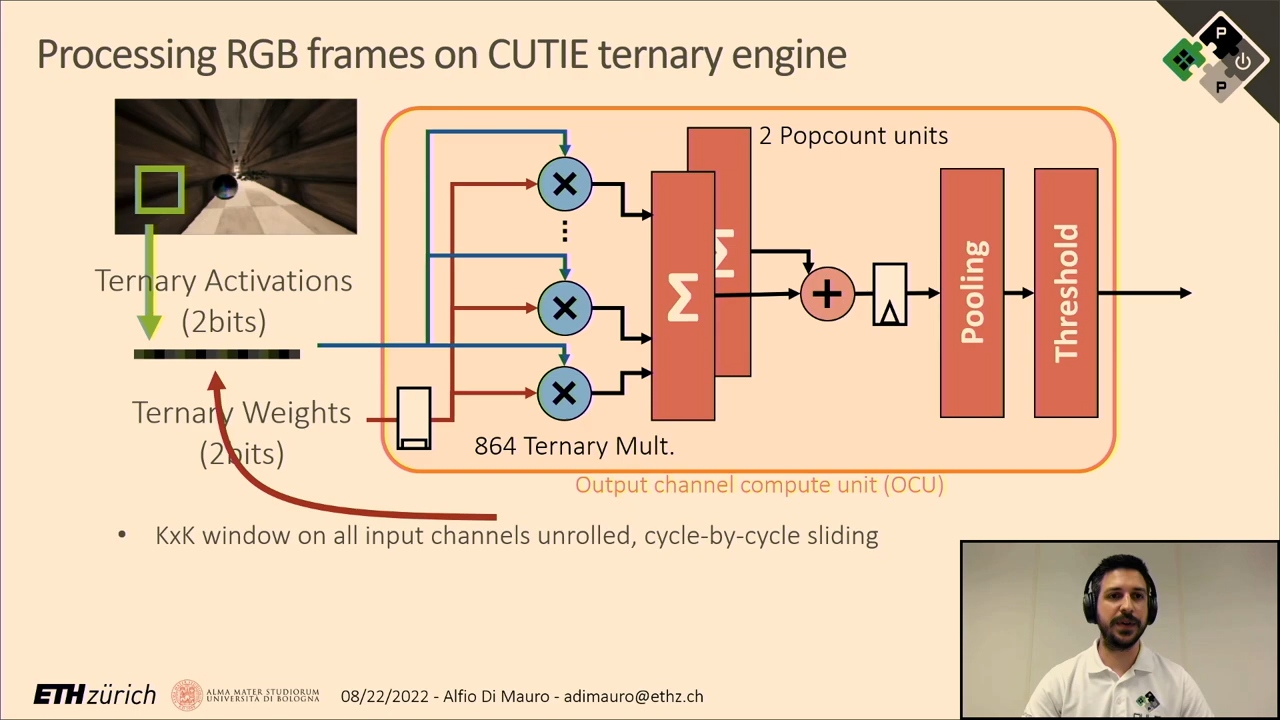 Processing RGB frames on CUTIE ternary engine
P
P
2 Popcount units
Ternary Activations
(2bits)
Σ
Σ
Pooling
Threshold
Ternary Weights
(2bits)
864 Ternary Mult.
Output channel compute unit (OCU)
• KxK window on all input channels unrolled, cycle-by-cycle sliding
ETH zürich
ALMA MATER STUDIORUM
UNIVERSITÀ DI BOLOGNA
08/22/2022 - Alfio Di Mauro - adimauro@ethz.ch